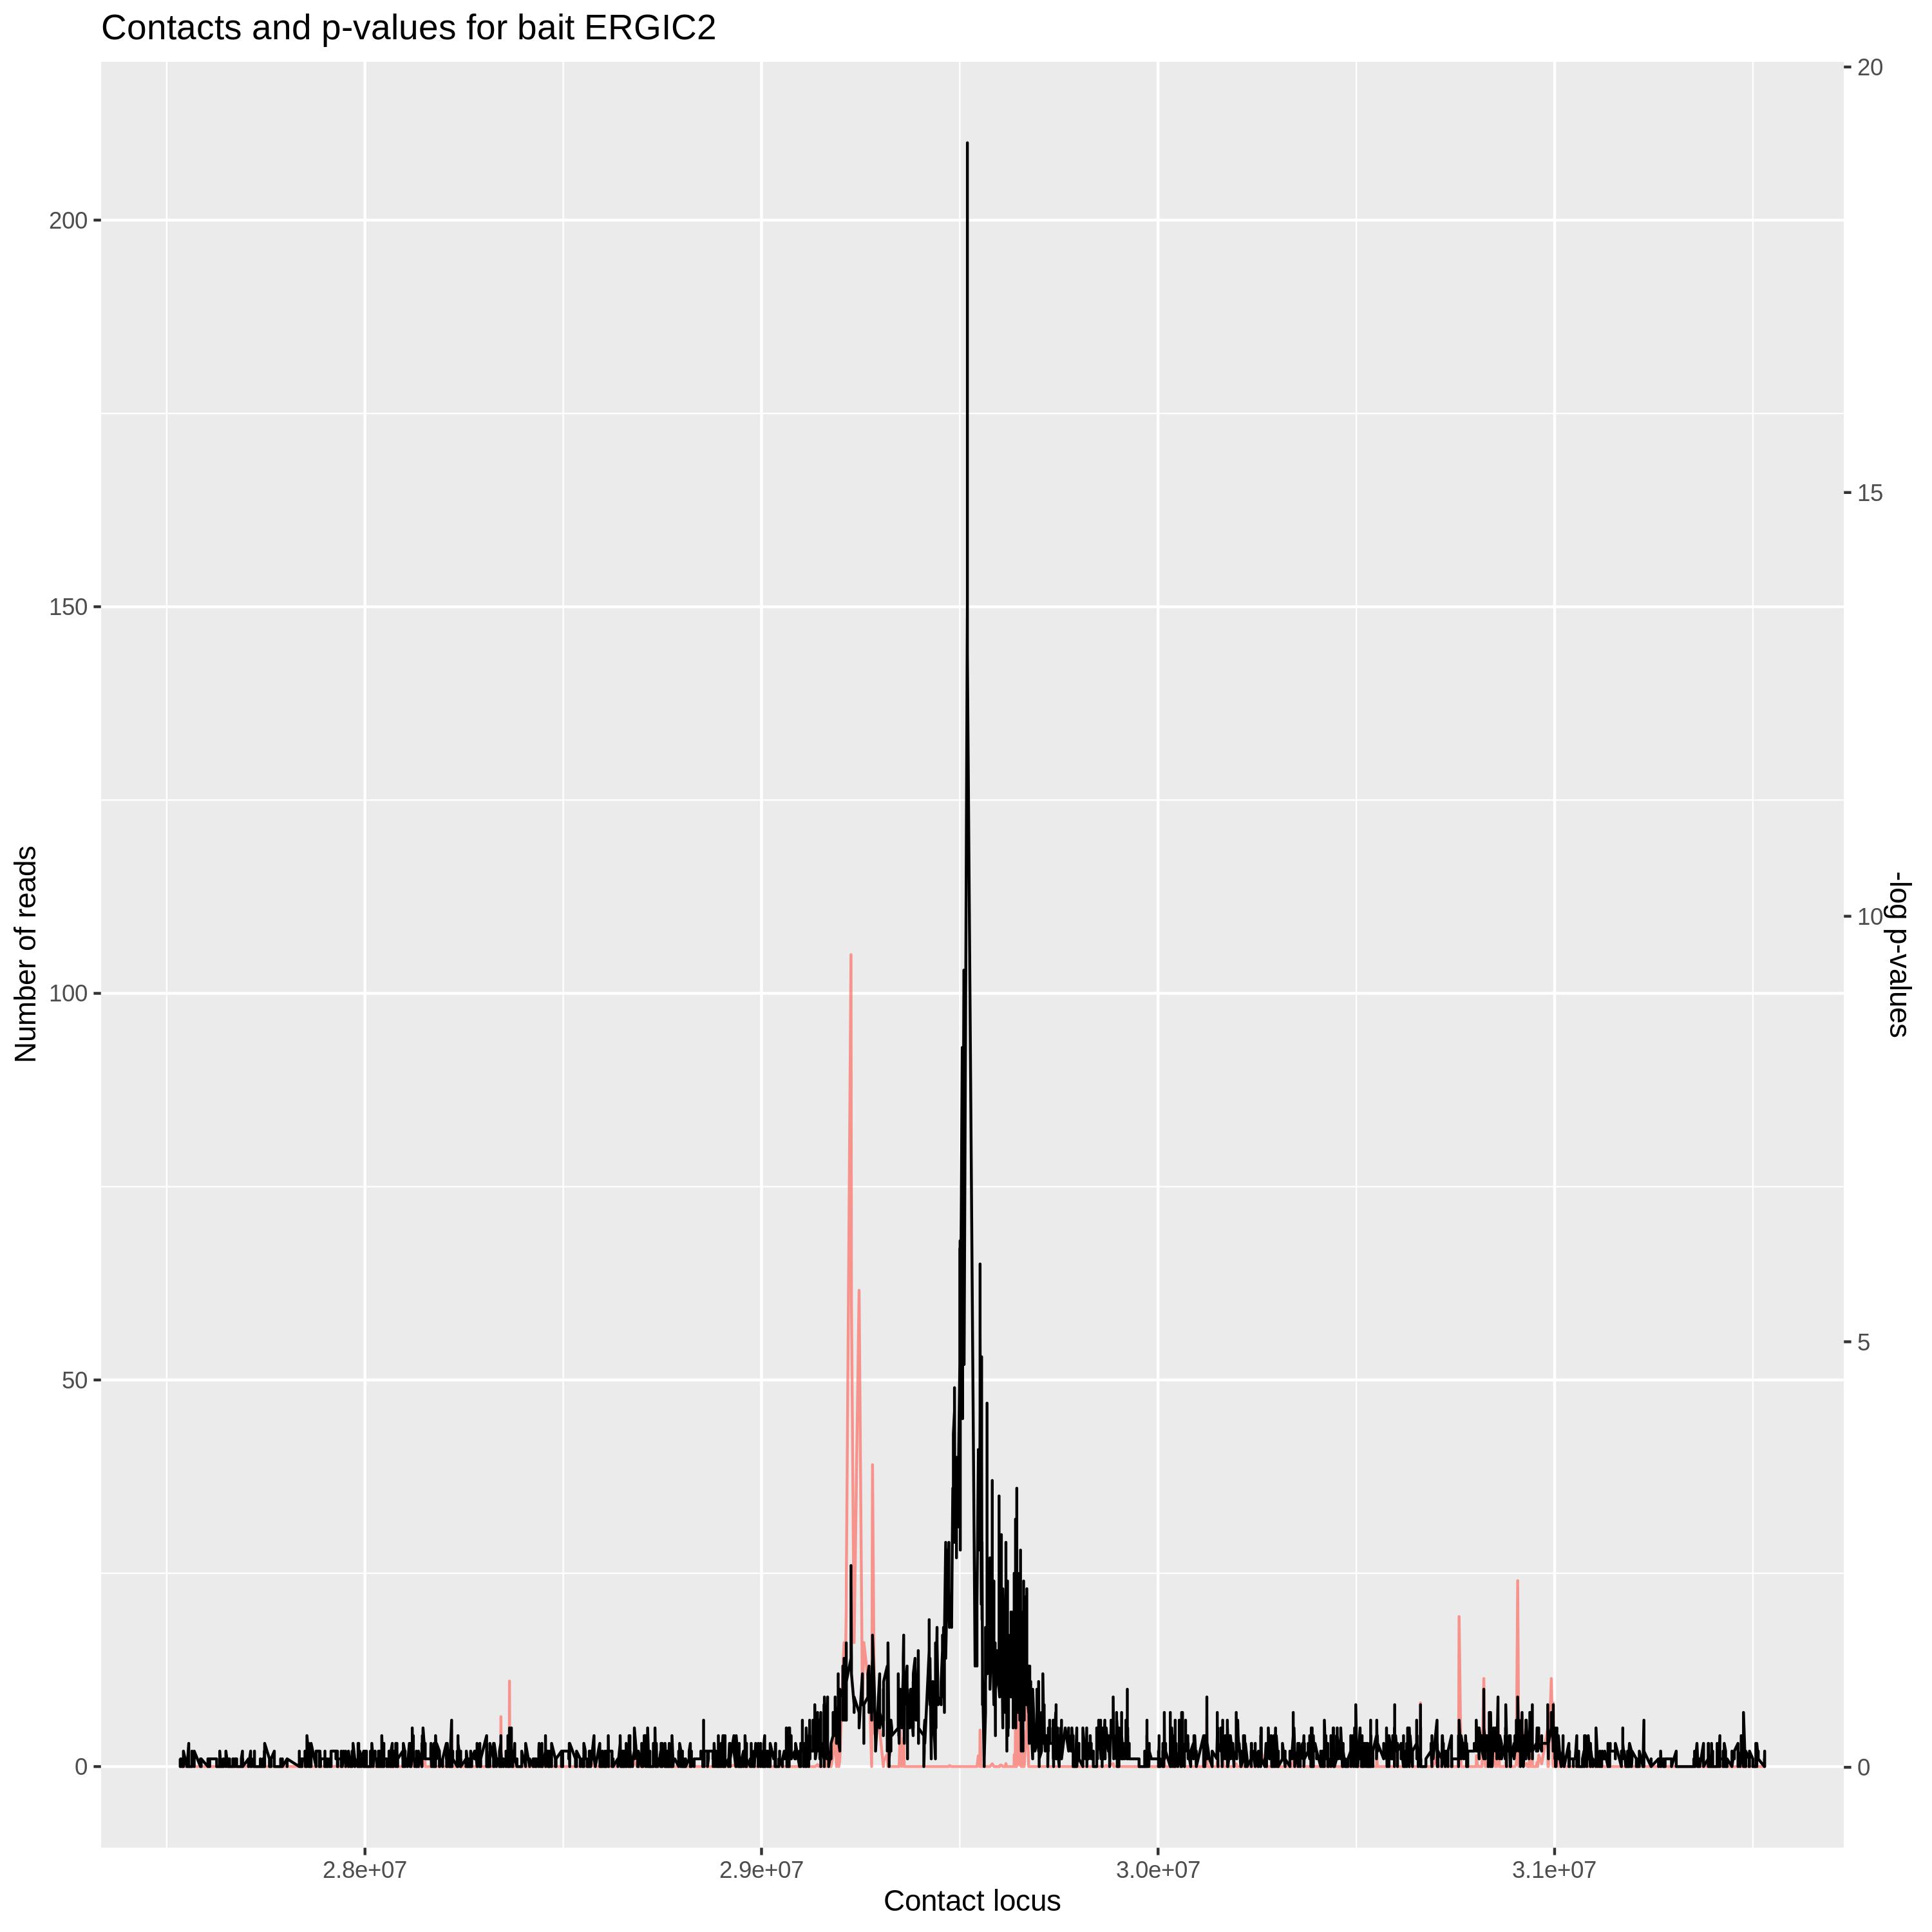 Contacts and p-values for bait ERGIC2
20
200
15
150
Number of reads
-log p-values
10
100
5
50
0
0
2.8e+07
2.9e+07
3.0e+07
3.1e+07
Contact locus